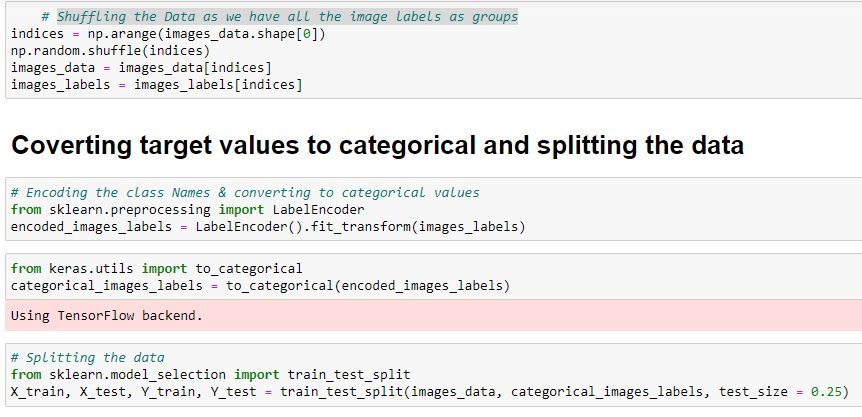 # Shuffling the Data as we have all the image labels as groups
indices = np.arange(images_data.shape[0])
np.random.shuffle(indices)
images_data = images_data[indices]
images_labels = images_labels[indices]
Coverting target values to categorical and splitting the data
# Encoding the class Names & converting to categorical values
from sklearn.preprocessing import LabelEncoder
encoded_images_labels = LabelEncoder().fit_transform(images_labels)
from keras.utils import to_categorical
categorical_images_labels = to_categorical(encoded_images_labels)
Using TensorFlow backend.
# Splitting the data
from sklearn.model_selection import train_test_split
X_train, X_test, Y_train, Y_test = train_test_split(images_data, categorical_images_labels, test_size = 0.25)